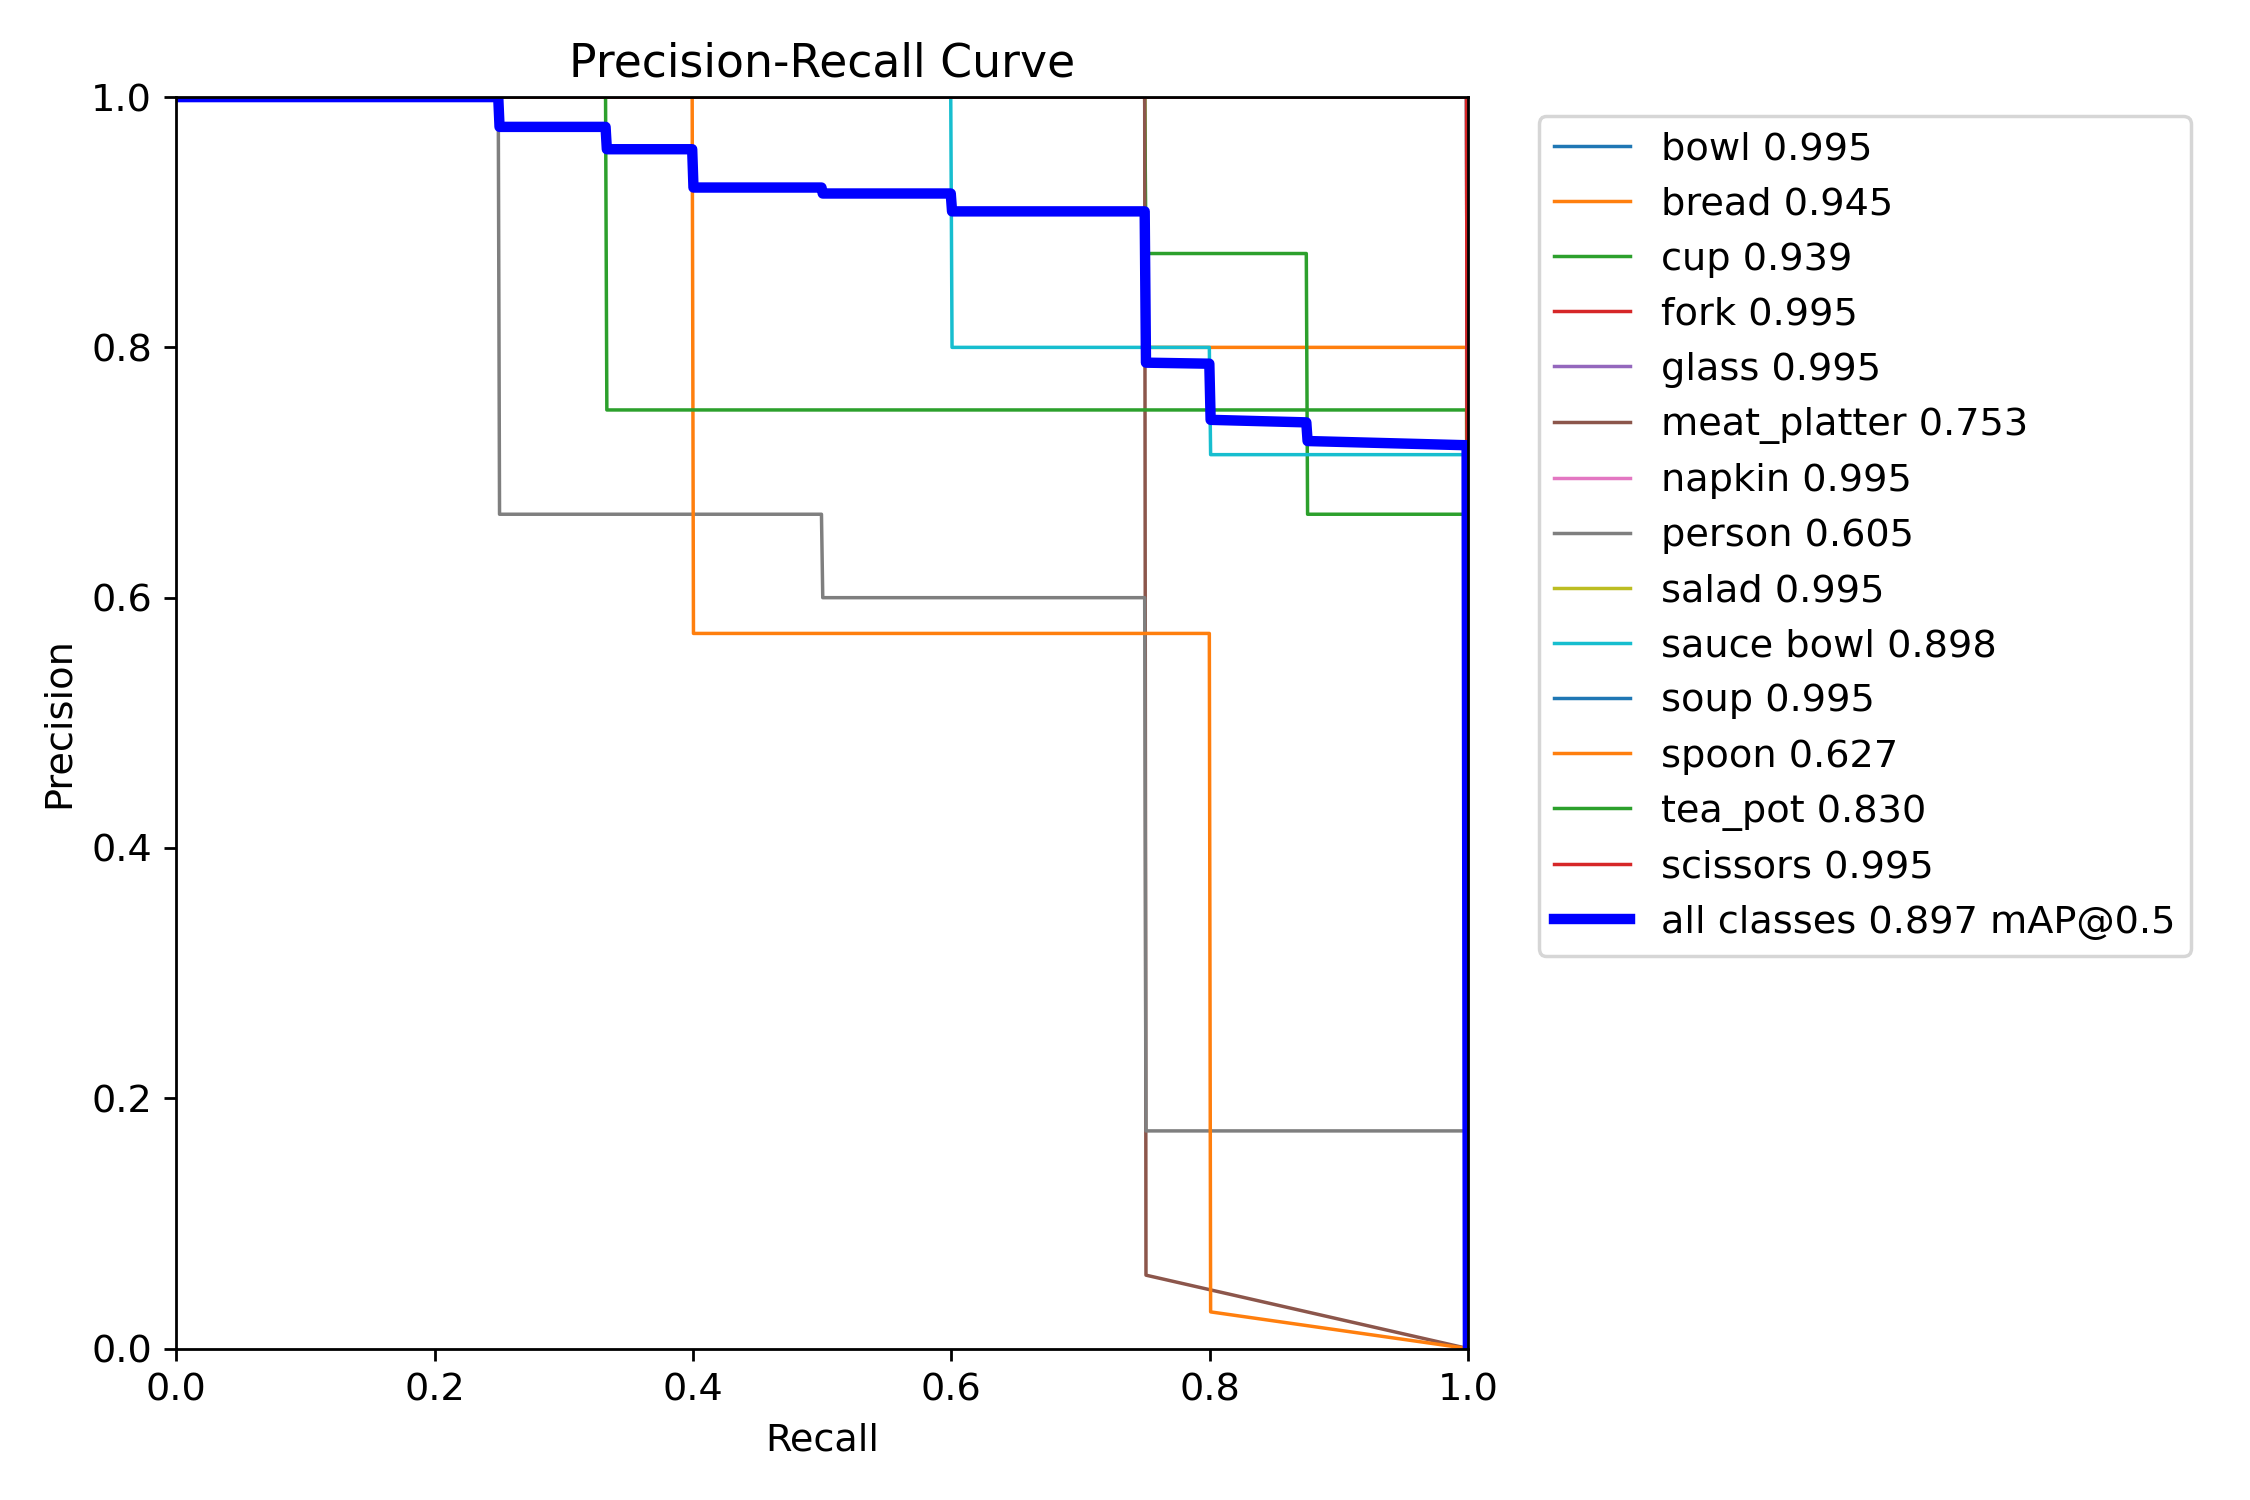 Precision-Recall Curve
1.0
0.8
0.6
0.4
0.2
0.0
Precision
0.0 0.2 0.4 0.6 0.8 1.0
Recall
bowl 0.995
bread 0.945
cup 0.939
fork 0.995
glass 0.995
meat_platter 0.753
napkin 0.995
person 0.605
salad 0.995
sauce bowl 0.898
soup 0.995
spoon 0.627
tea_pot 0.830
scissors 0.995
all classes 0.897 mAP@0.5